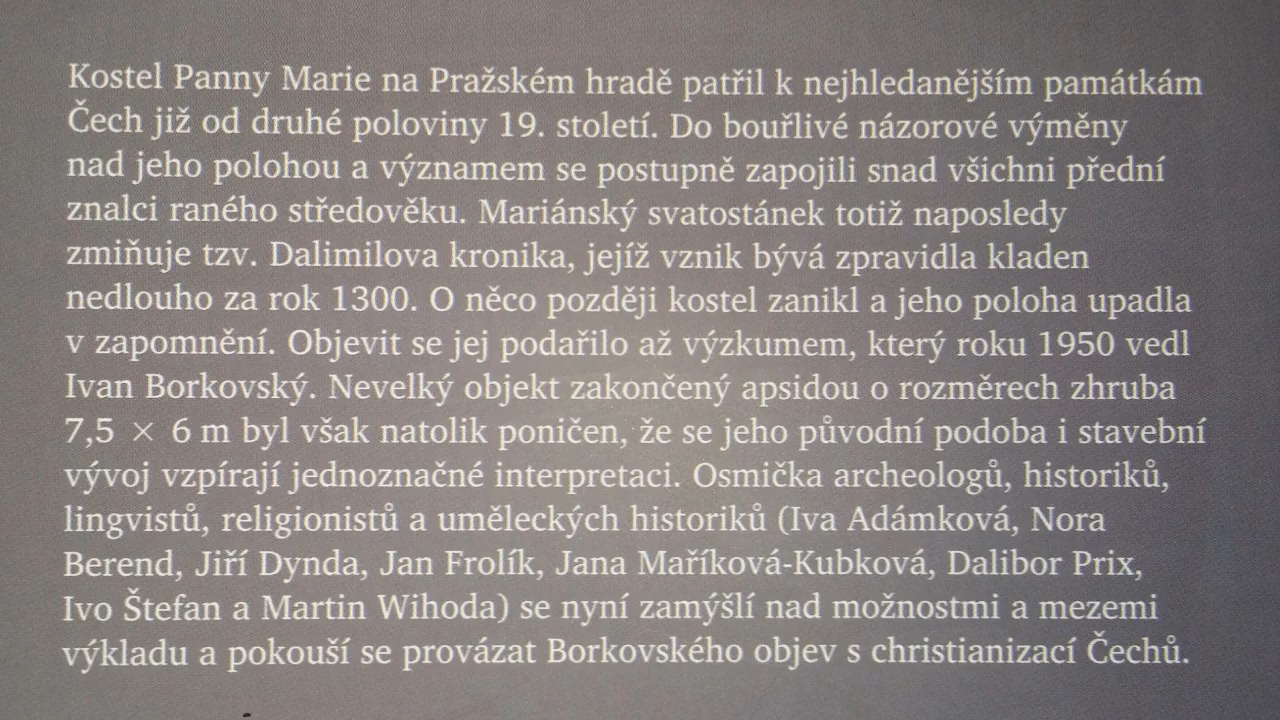 Kostel Panny Marie na Pražském hradě patřil k nejhledanějším památkám
Čech již od druhé poloviny 19. století. Do bouřlivé názorové výměny
nad jeho polohou a významem se postupně zapojili snad všichni přední
znalci raného středověku. Mariánský svatostánek totiž naposledy
zmiňuje tzv. Dalimilova kronika, jejíž vznik bývá zpravidla kladen
nedlouho za rok 1300. O něco později kostel zanikl a jeho poloha upadla
v zapomnění. Objevit se jej podařilo až výzkumem, který roku 1950 vedl
Ivan Borkovský. Nevelký objekt zakončený apsidou o rozměrech zhruba
7,5 × 6 m byl však natolik poničen, že se jeho původní podoba i stavební
vývoj vzpírají jednoznačné interpretaci. Osmička archeologů, historiků,
lingvistů, religionistů a uměleckých historiků (Iva Adámková, Nora
Berend, Jiří Dynda, Jan Frolík, Jana Maříková-Kubková, Dalibor Prix,
Ivo Štefan a Martin Wihoda) se nyní zamýšlí nad možnostmi a mezemi
výkladu a pokouší se provázat Borkovského objev s christianizací Čechů.